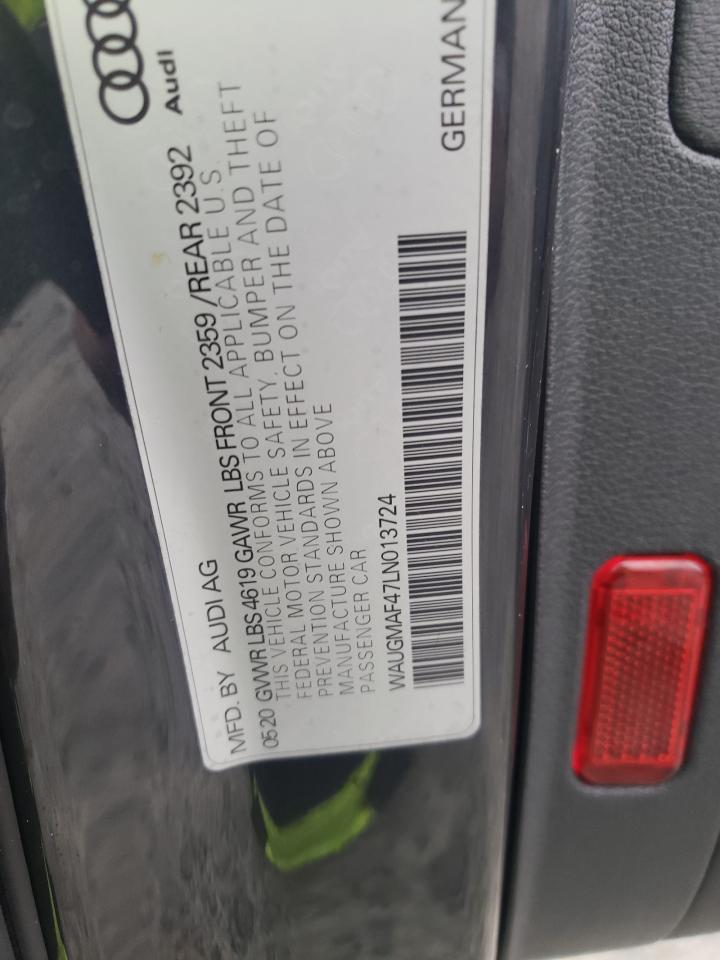 Audi
MFD. BY AUDI AG
0520 GVWR LBS 4619 GAWR LBS FRONT 2359 /REAR 2392
THIS VEHICLE CONFORMS TO ALL APPLICABLE U.S.
FEDERAL MOTOR VEHICLE SAFETY, BUMPER AND THEFT
PREVENTION STANDARDS IN EFFECT ON THE DATE OF
MANUFACTURE SHOWN ABOVE
PASSENGER CAR GERMAN
WAUGMAF47LN013724